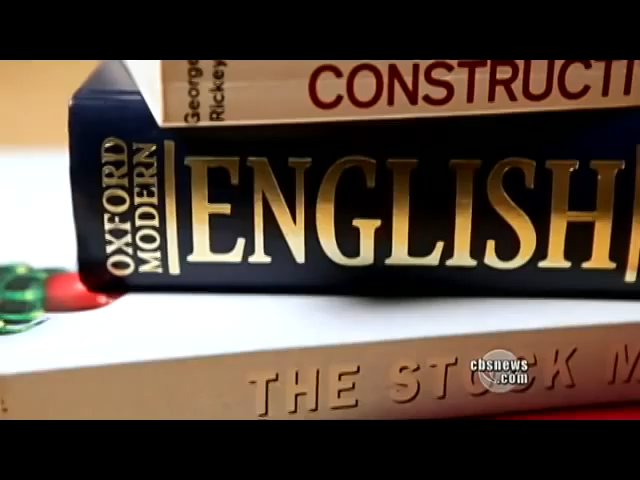 George
Rickey
CONSTRUCTI
OXFORD
MODERN
ENGLISH
THE STOCK M
cbsnews
.com